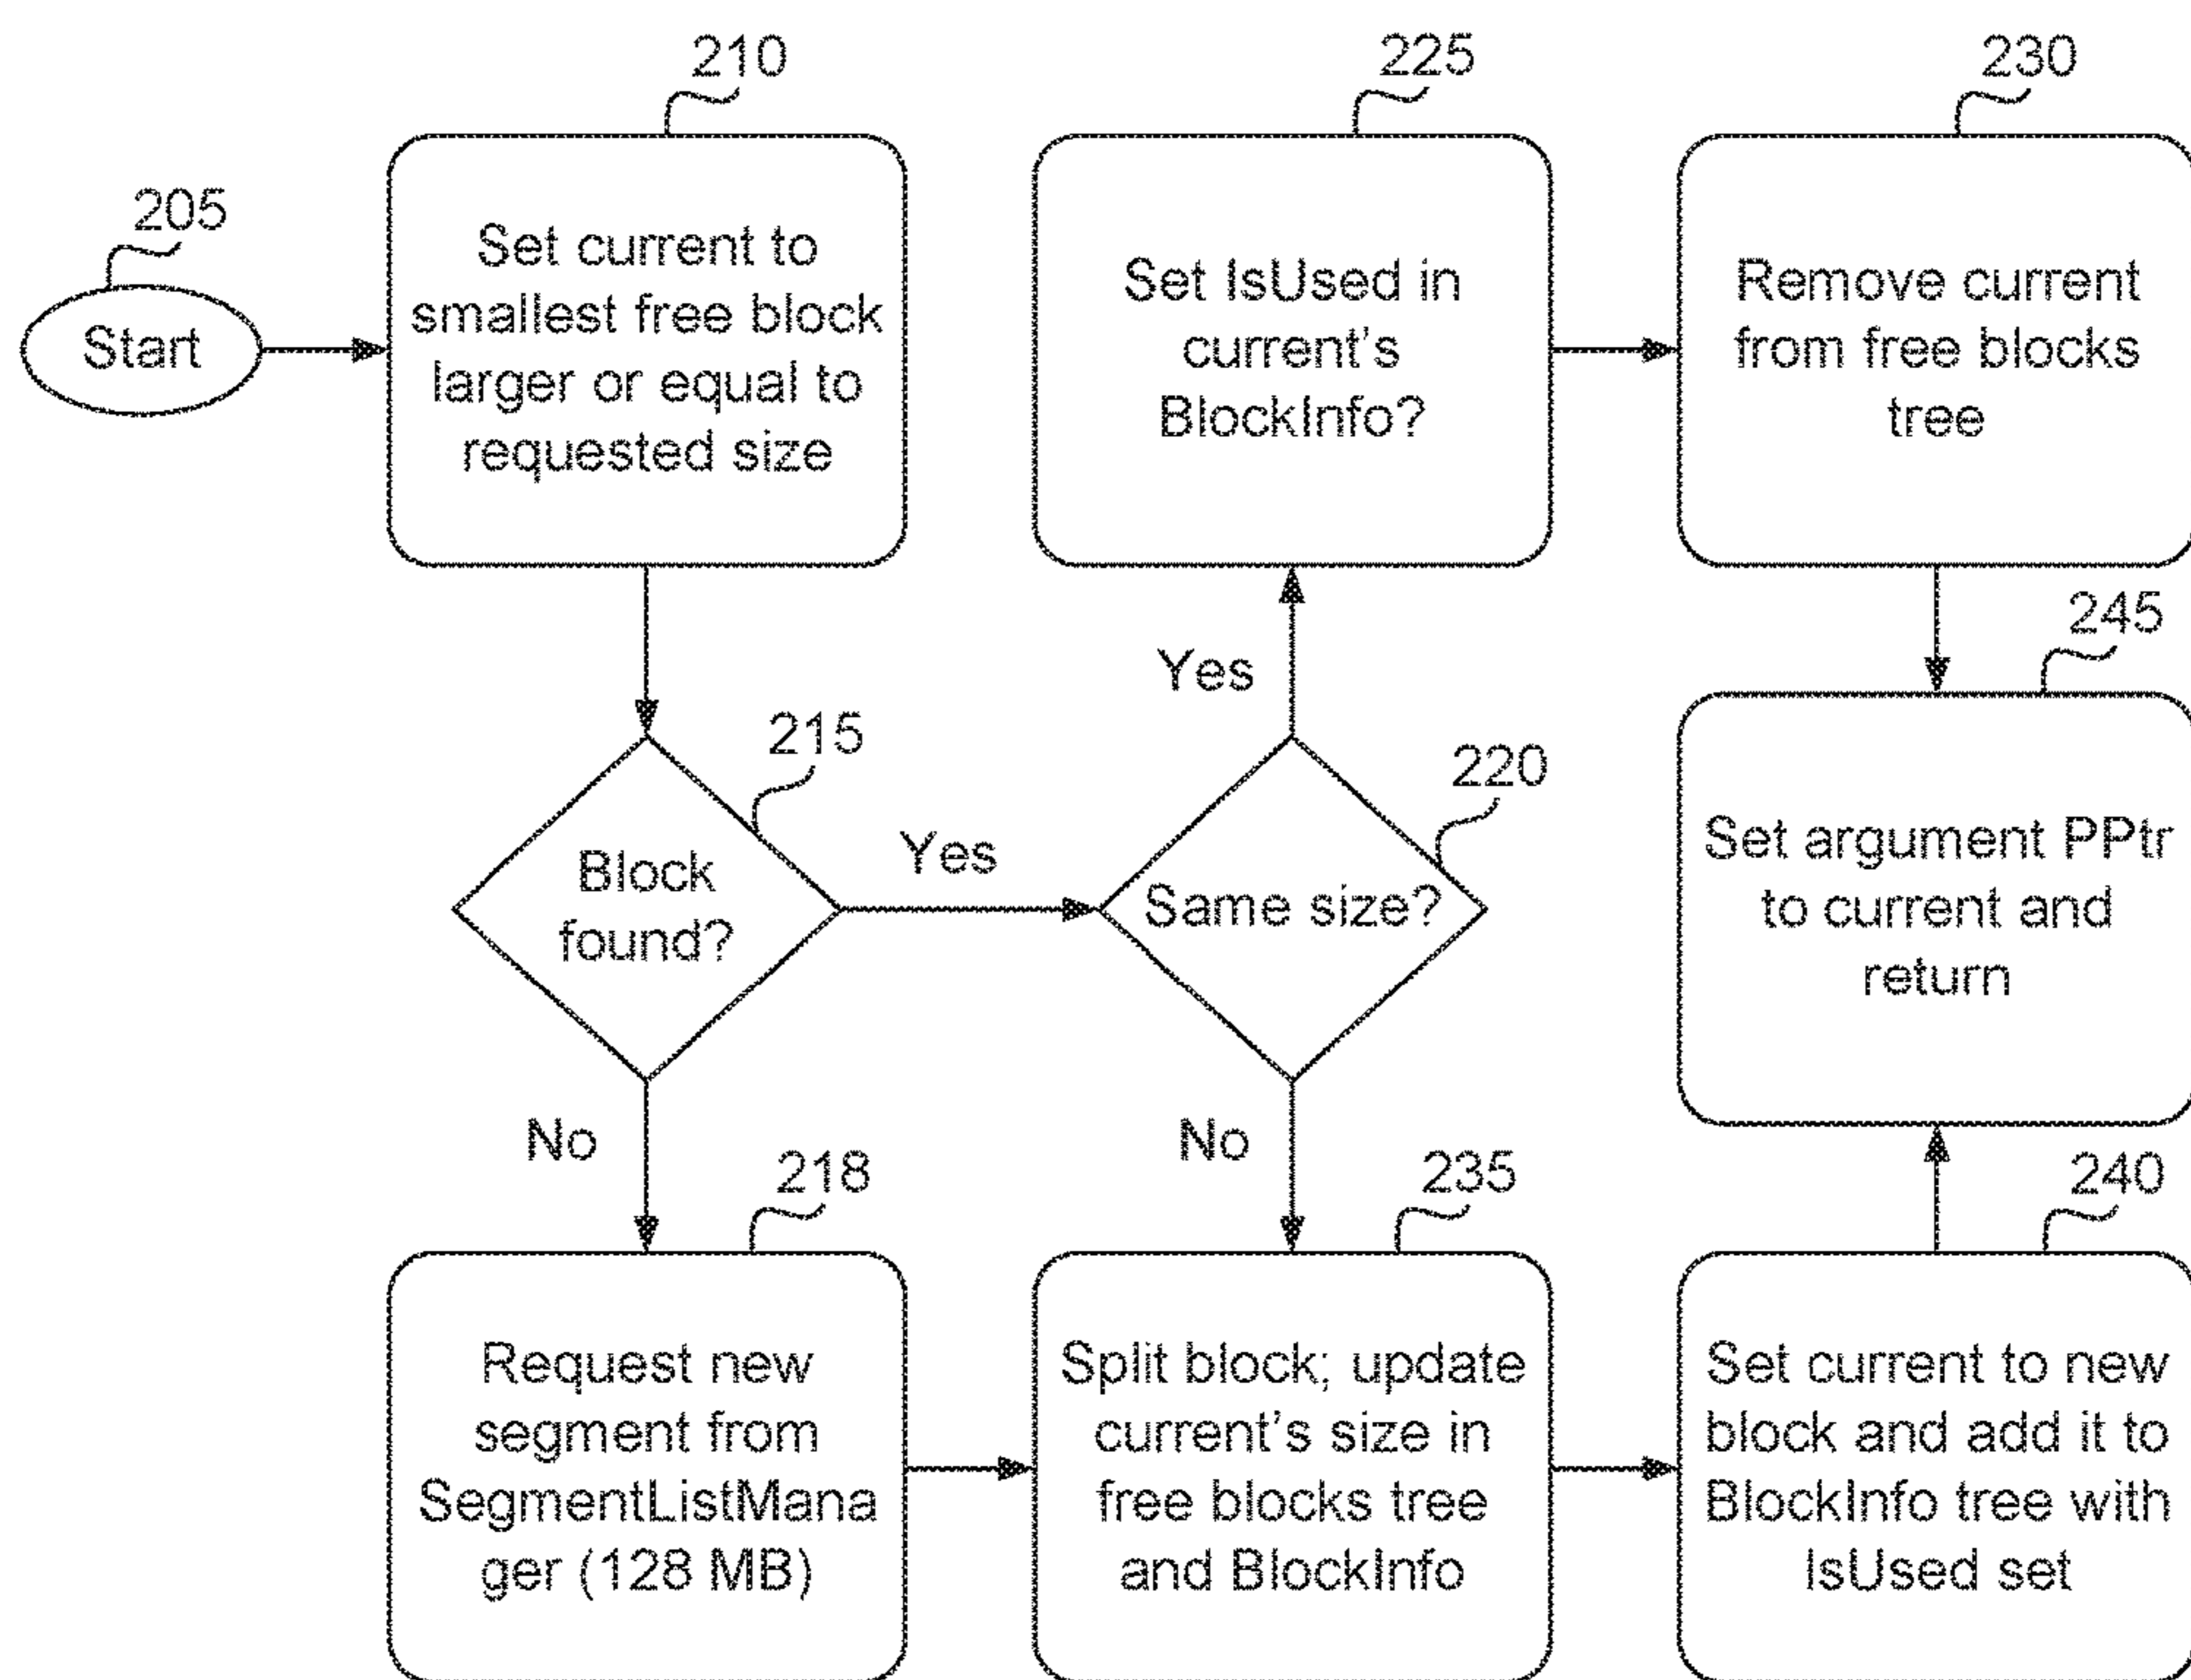 210
225
230
205
Start
Set current to
smallest free block
larger or equal to
requested size
Set IsUsed in
current's
BlockInfo?
Remove current
from free blocks
tree
245
Yes
215
220
Block
found?
Yes
Same size?
Set argument PPtr
to current and
return
No
218
No
235
240
Request new
segment from
SegmentListMana
ger (128 MB)
Split block; update
current's size in
free blocks tree
and BlockInfo
Set current to new
block and add it to
BlockInfo tree with
IsUsed set